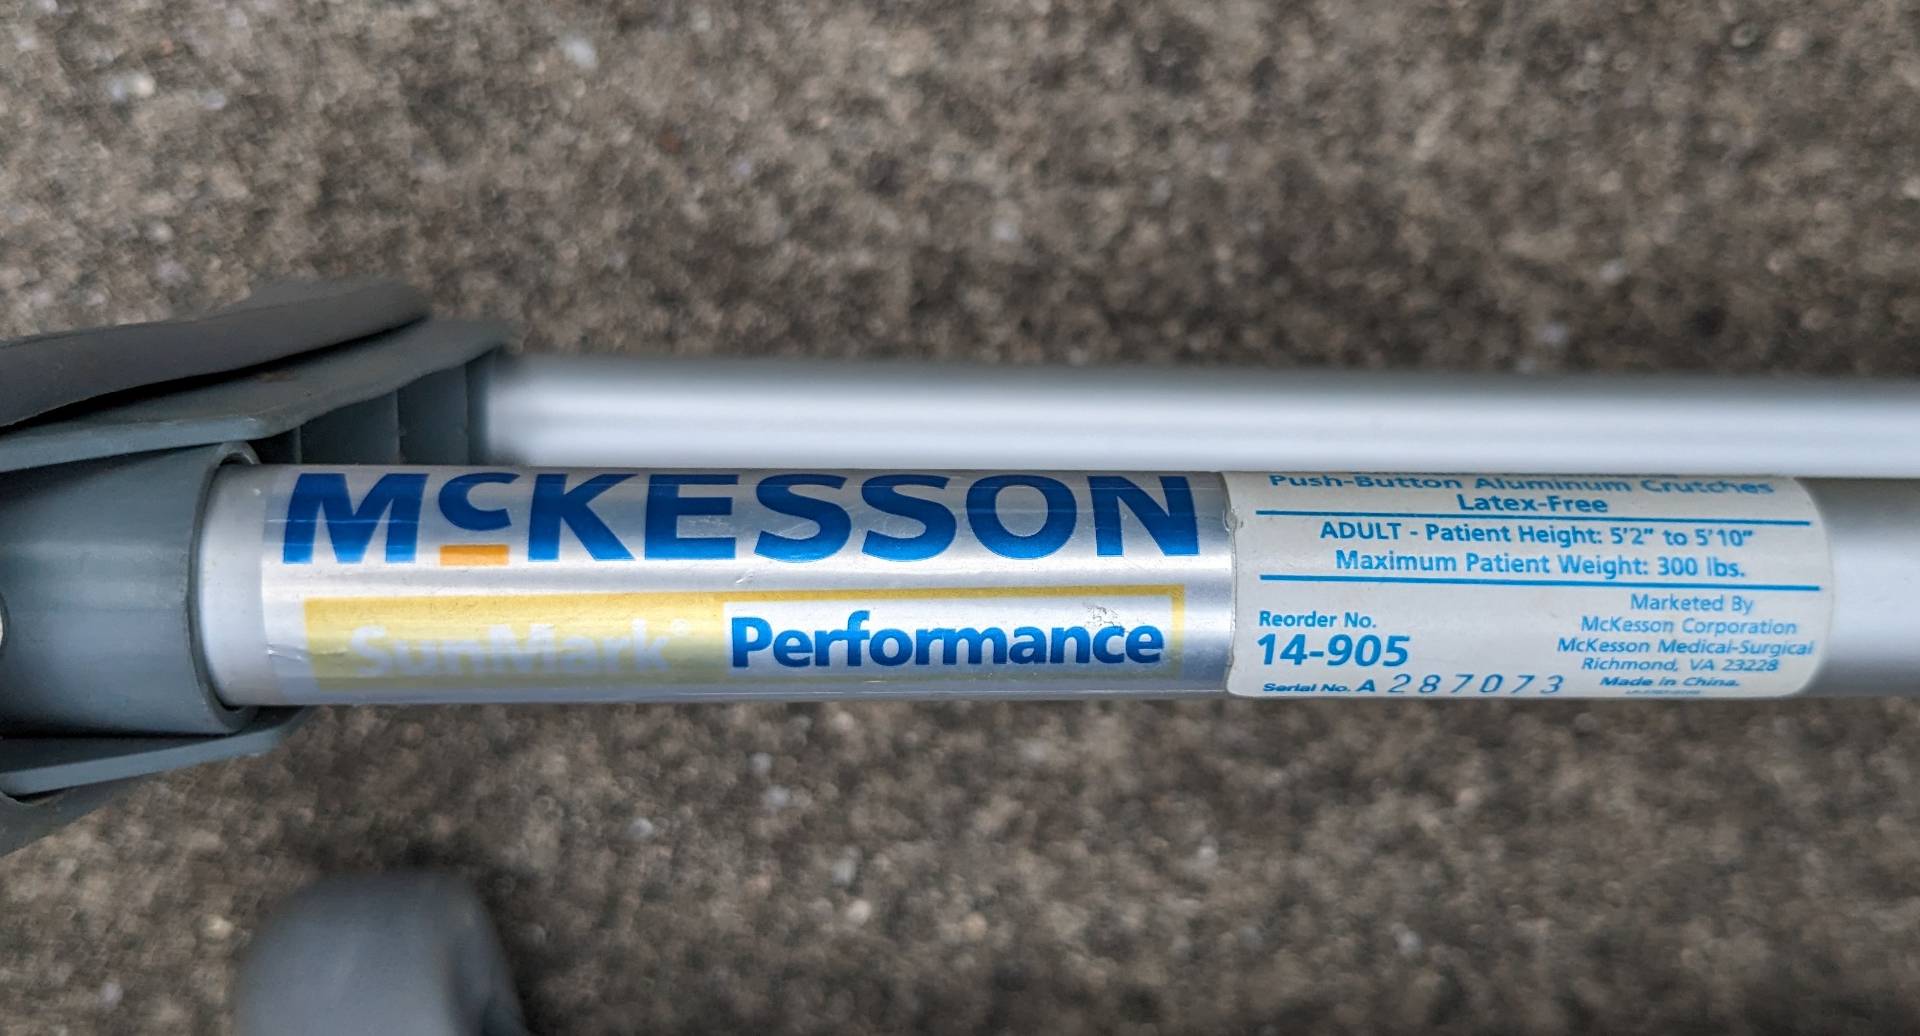 McKESSON
SunMark® Performance
Push-Button Aluminum Crutches
Latex-Free
ADULT - Patient Height: 5'2" to 5'10"
Maximum Patient Weight: 300 lbs.
Reorder No.
14-905
Serial No. A 287073
Marketed By
McKesson Corporation
McKesson Medical-Surgical
Richmond, VA 23228
Made in China.